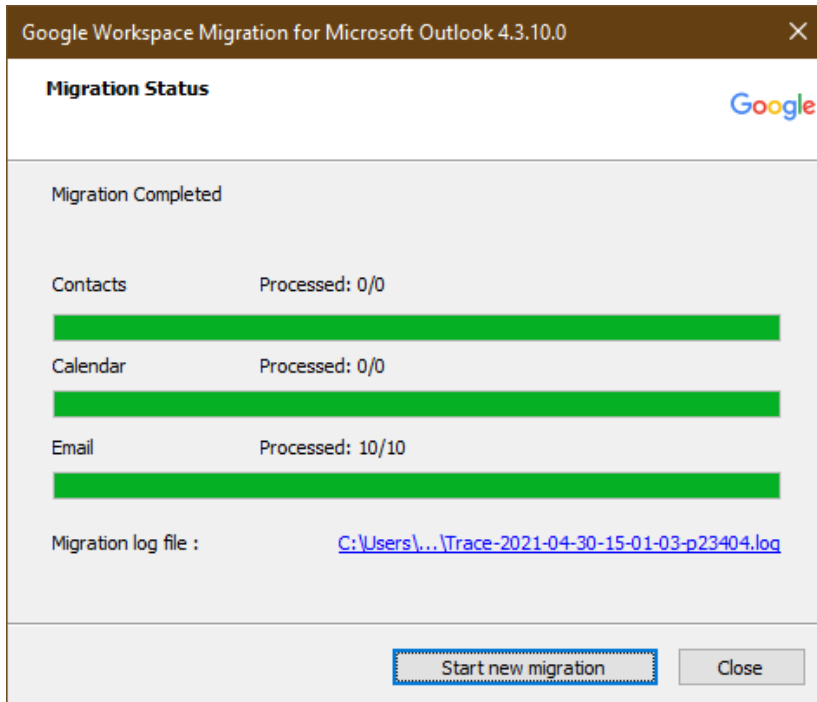 Google Workspace Migration for Microsoft Outlook 4.3.10.0
Migration Status
Google
Migration Completed
Contacts Processed: 0/0
Calendar Processed: 0/0
Email Processed: 10/10
Migration log file : C:\Users\...\Trace-2021-04-30-15-01-03-p23404.log
Start new migration Close